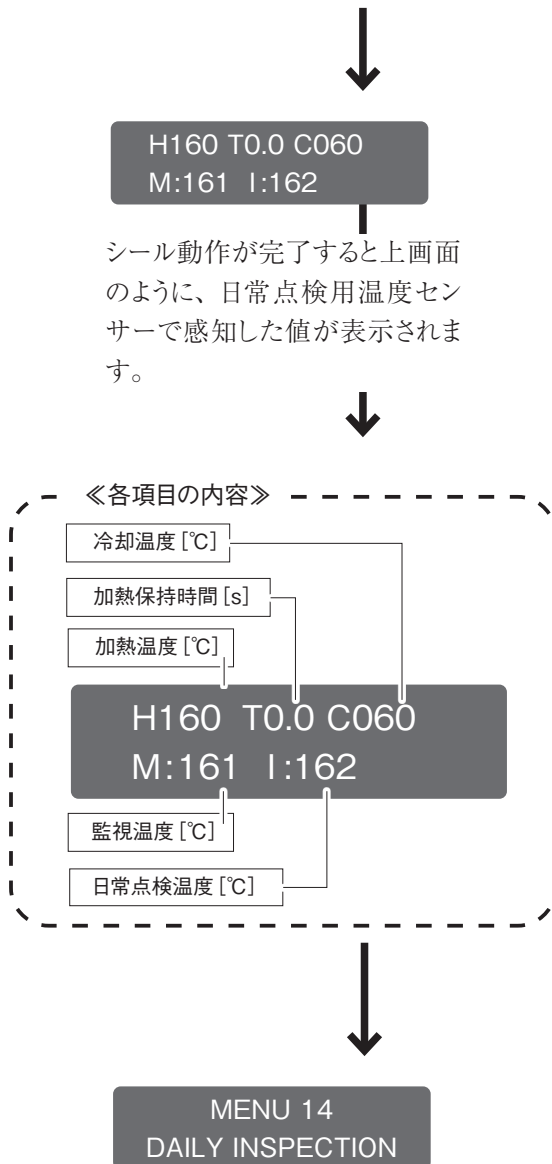 H160 T0.0 C060
M:161 I:162
シール動作が完了すると上画面
のように、日常点検用温度セン
サーで感知した値が表示されま
す。
≪各項目の内容≫
冷却温度[℃]
加熱保持時間[s]
加熱温度[℃]
H160 T0.0 C060
M:161 I:162
監視温度[℃]
日常点検温度[℃]
MENU 14
DAILY INSPECTION